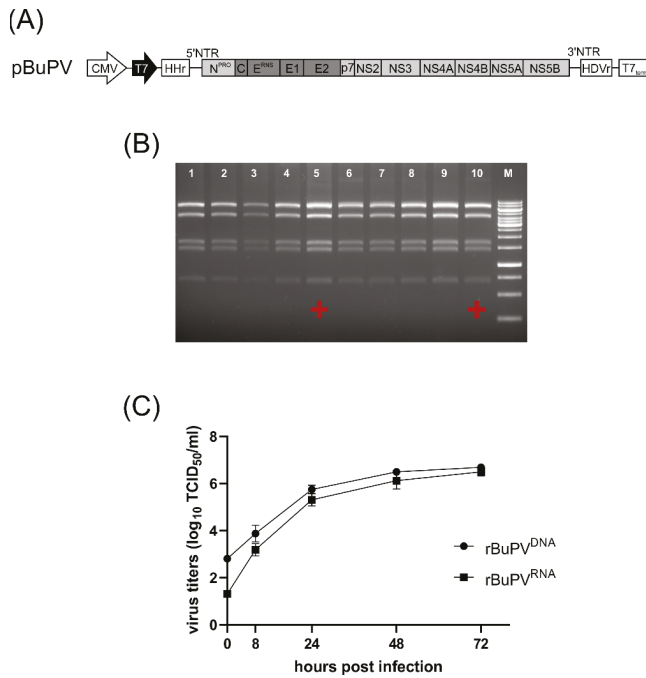 (A)
5'NTR 3'NTR
pBuPV CMV T7 HHr N^PRO C E^RNS E1 E2 p7 NS2 NS3 NS4A NS4B NS5A NS5B HDVr T7_term
(B)
1 2 3 4 5 6 7 8 9 10 M
+ +
(C)
8
6
4
2
0
virus titers (log₁₀ TCID₅₀/ml)
rBuPV^DNA
rBuPV^RNA
0 8 24 48 72
hours post infection